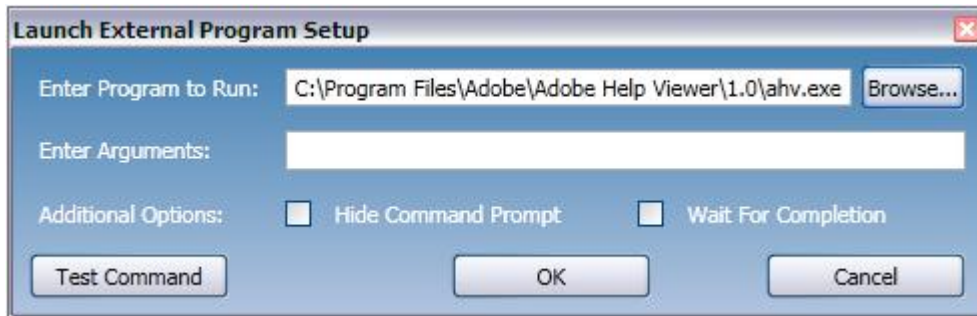 Launch External Program Setup
Enter Program to Run: C:\Program Files\Adobe\Adobe Help Viewer\1.0\ahv.exe Browse...
Enter Arguments:
Additional Options: Hide Command Prompt Wait For Completion
Test Command OK Cancel